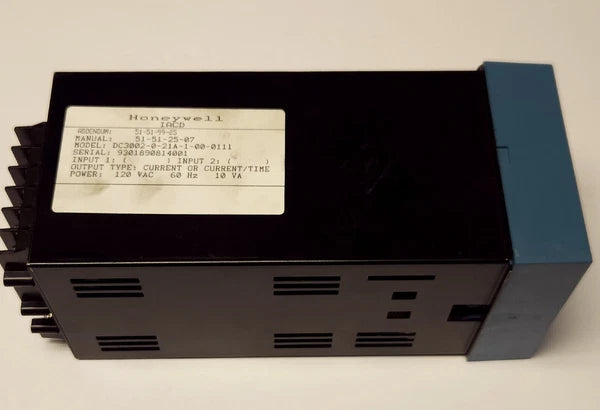 Honeywell
IACD
ADDENDUM: 51-51-99-25
MANUAL: 51-51-25-07
MODEL: DC3002-0-21A-1-00-0111
SERIAL: 9301890814001
INPUT 1: ( ) INPUT 2: ( )
OUTPUT TYPE: CURRENT OR CURRENT/TIME
POWER: 120 VAC 60 Hz 10 VA